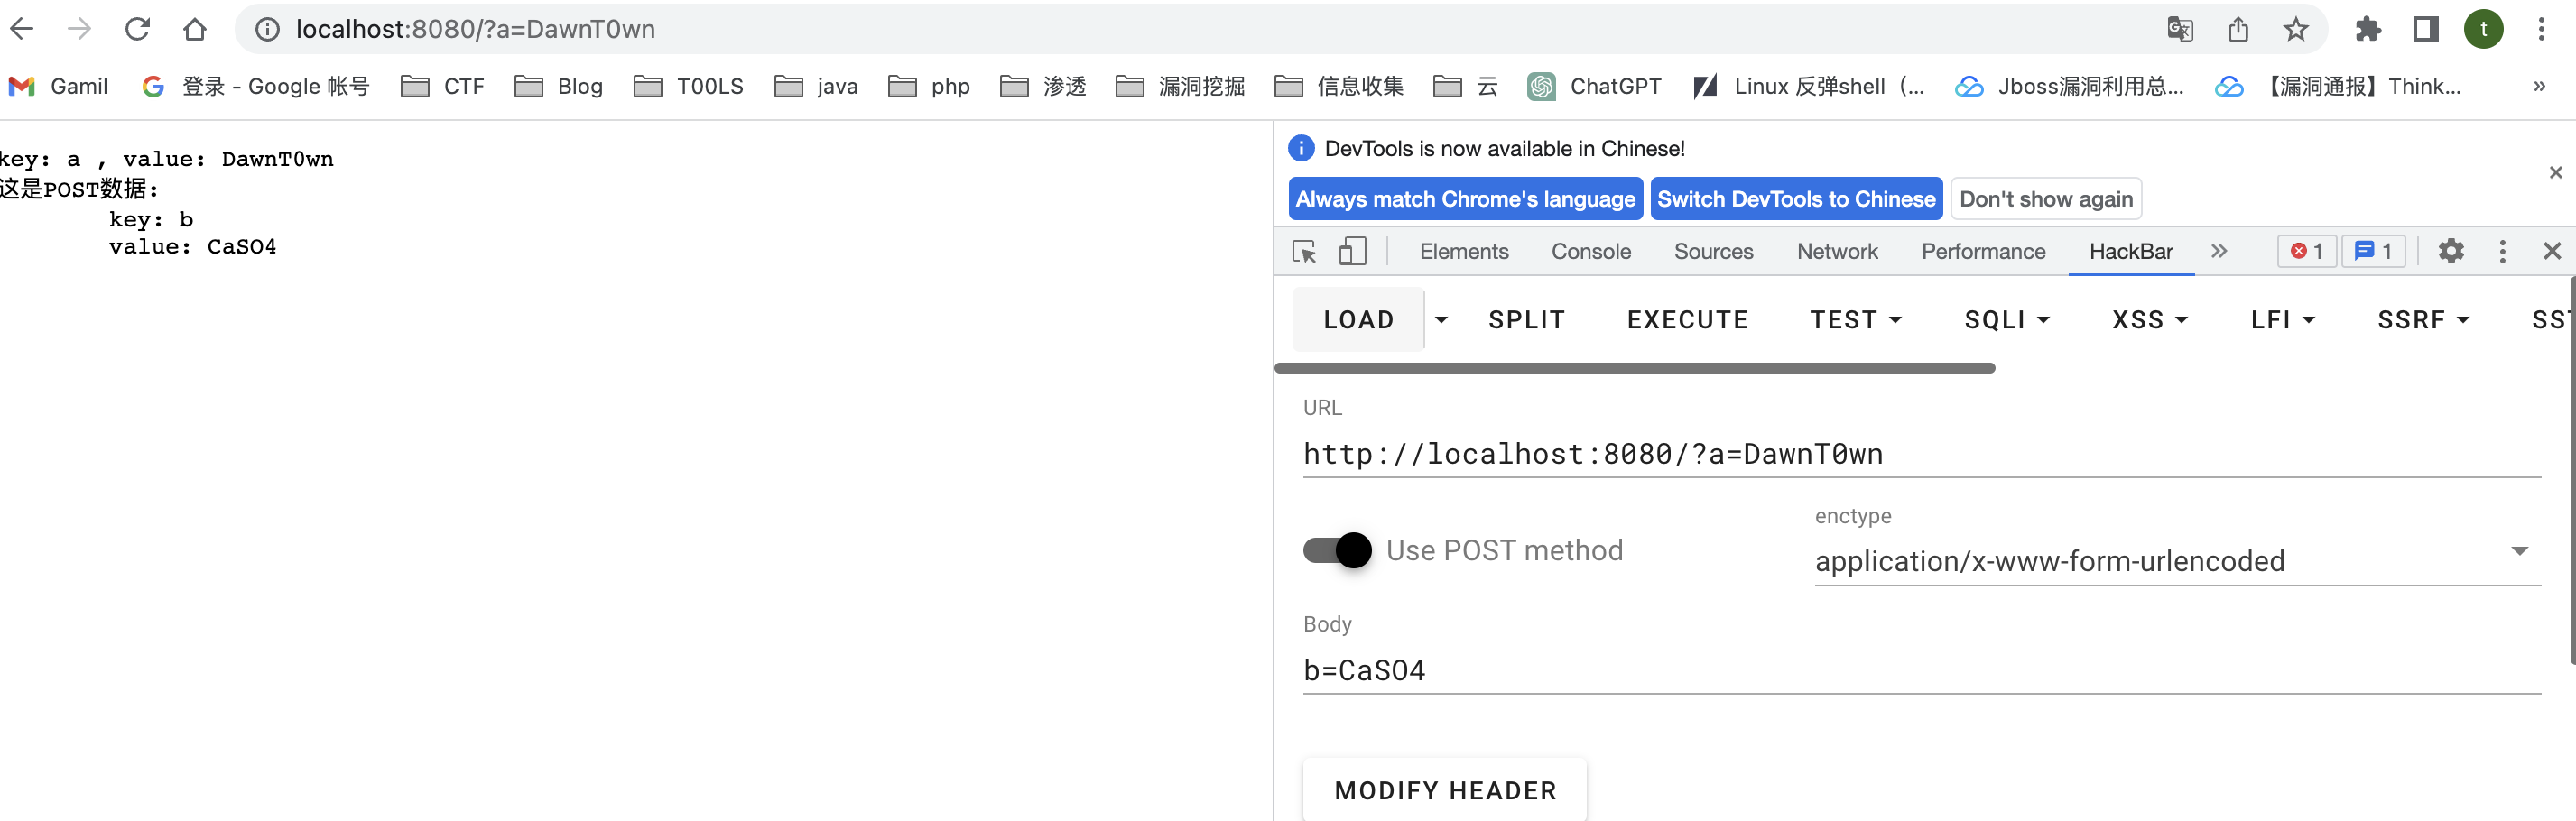 localhost:8080/?a=DawnT0wn
t
Gamil 登录 - Google 帐号 CTF Blog T00LS java php 渗透 漏洞挖掘 信息收集 云 ChatGPT Linux 反弹shell（... Jboss漏洞利用总... 【漏洞通报】Think... »
key: a , value: DawnT0wn
这是POST数据:
key: b
value: CaSO4
DevTools is now available in Chinese!
Always match Chrome's language Switch DevTools to Chinese Don't show again
Elements Console Sources Network Performance HackBar » 1 1
LOAD SPLIT EXECUTE TEST SQLI XSS LFI SSRF SST
URL
http://localhost:8080/?a=DawnT0wn
enctype
Use POST method application/x-www-form-urlencoded
Body
b=CaSO4
MODIFY HEADER